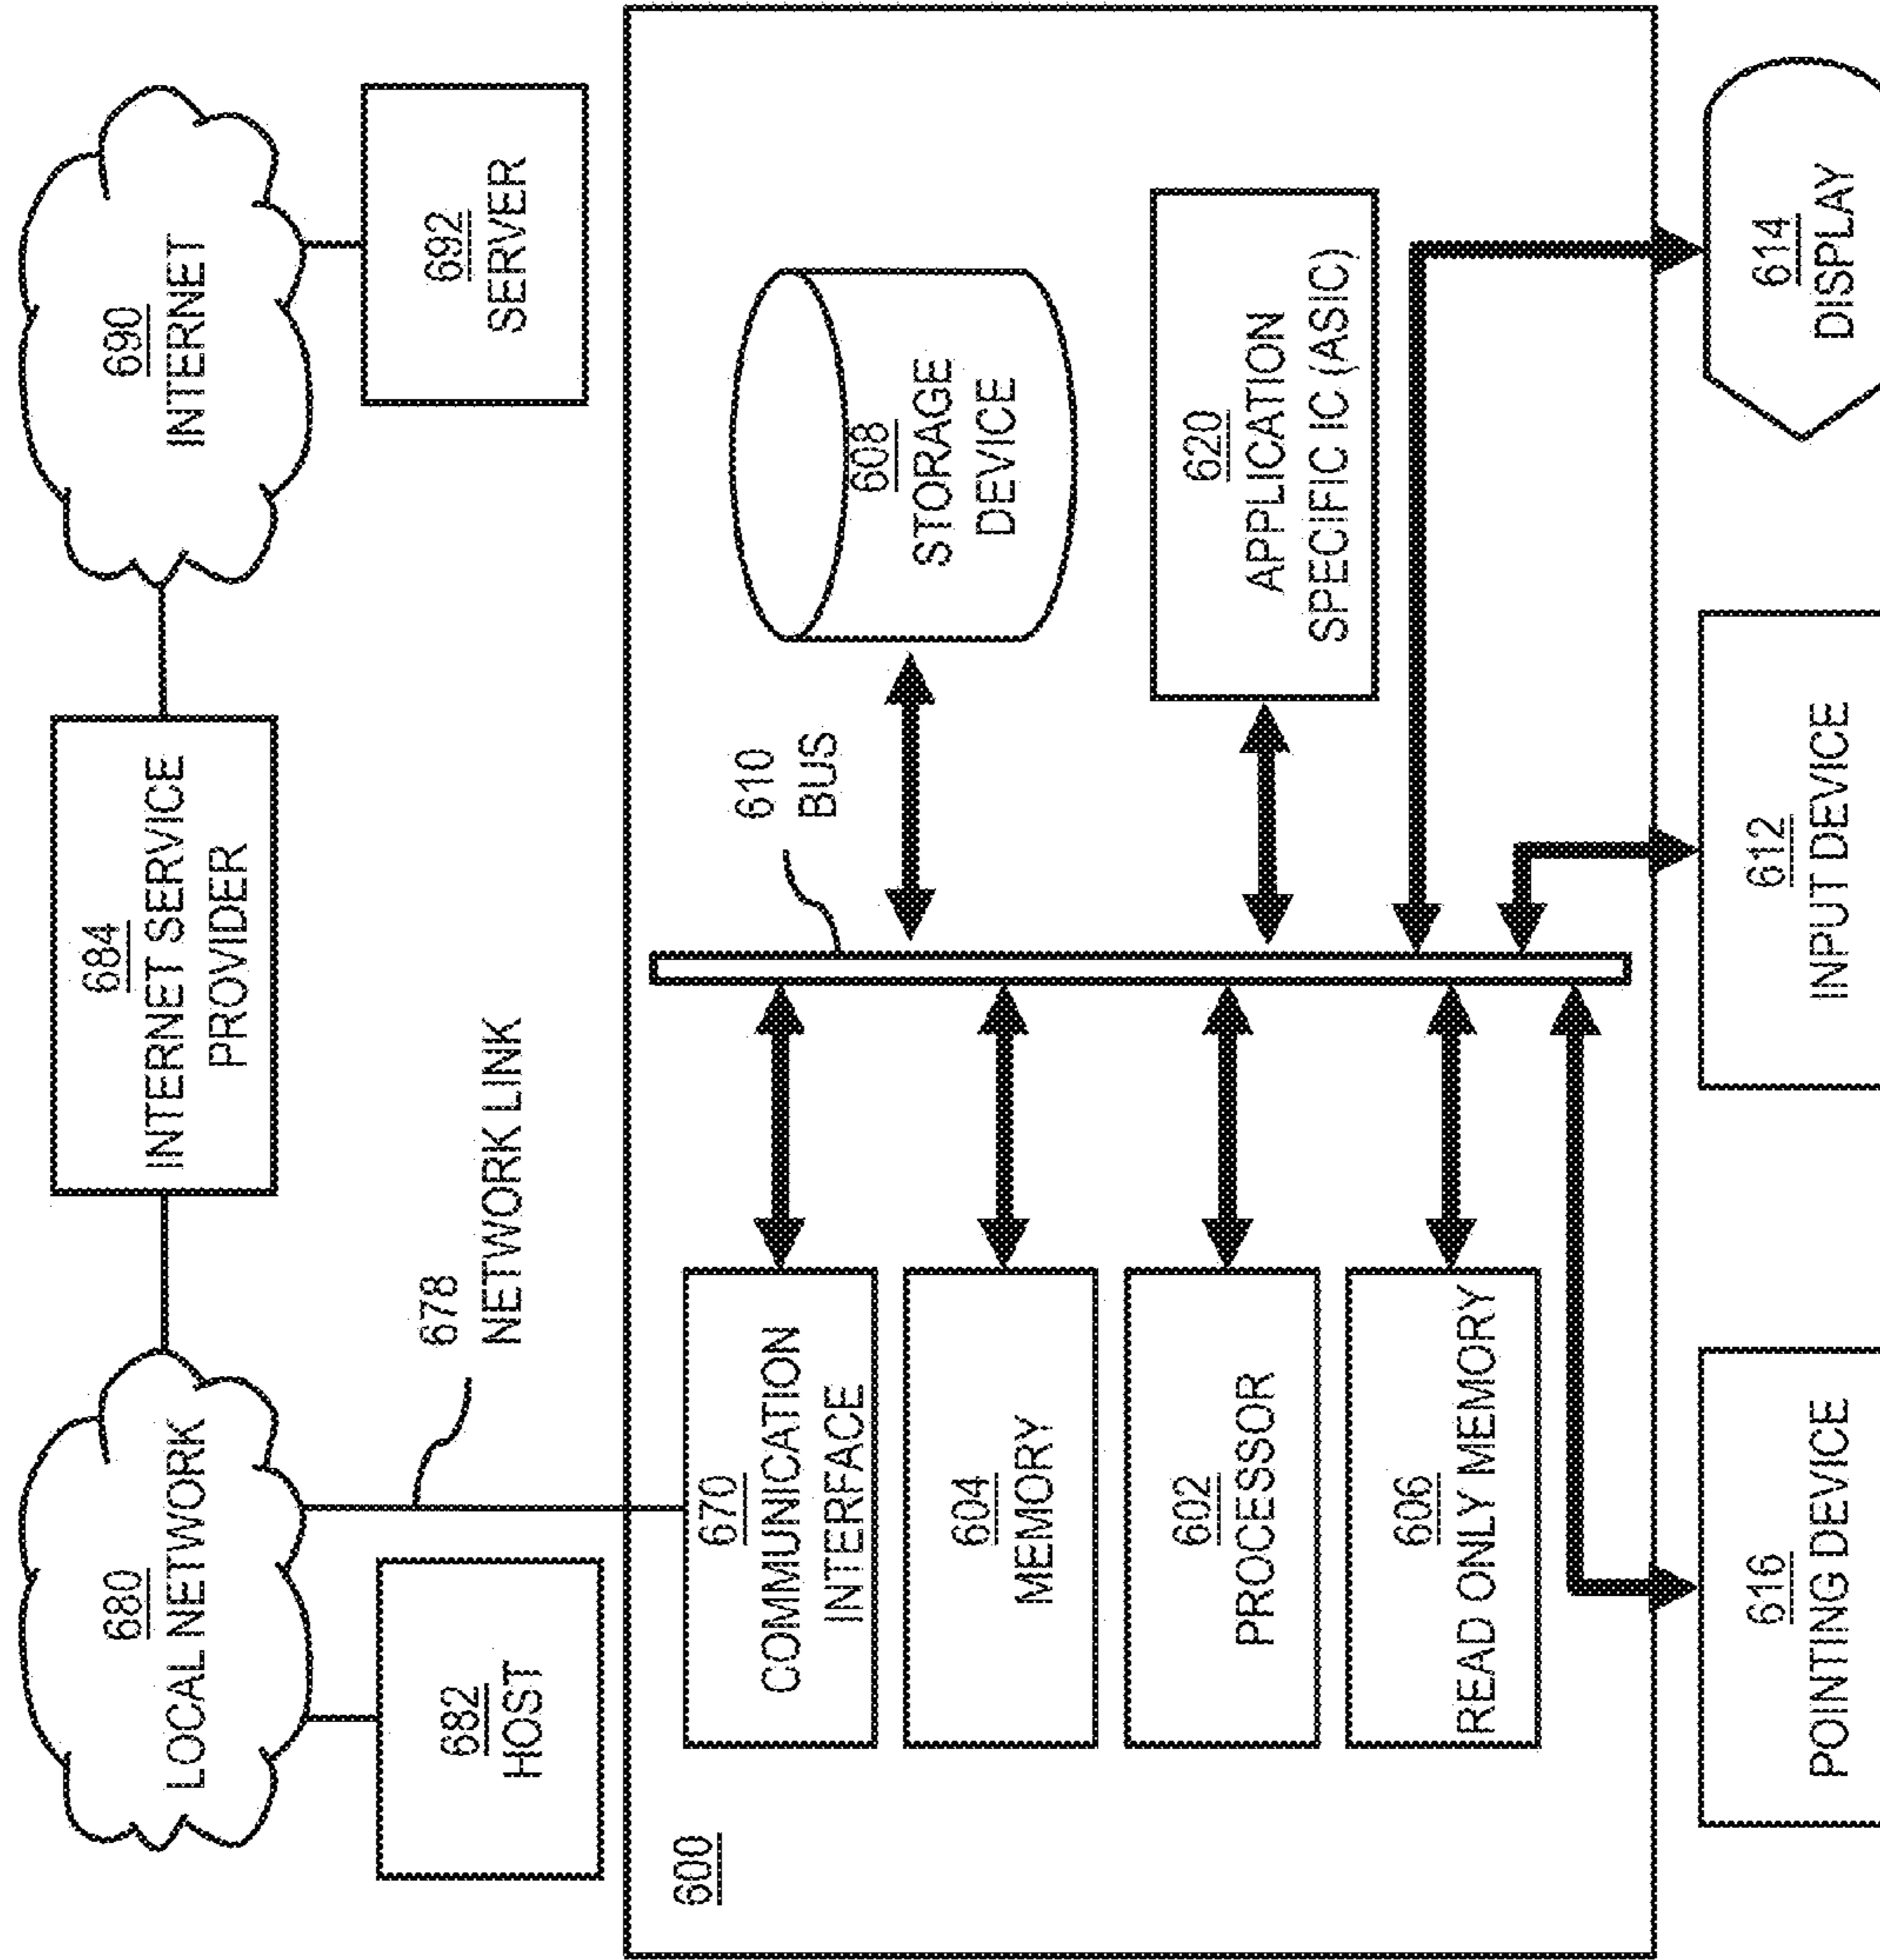 680
LOCAL NETWORK
684
INTERNET SERVICE
PROVIDER
690
INTERNET
682
HOST
678
NETWORK LINK
692
SERVER
600
670
COMMUNICATION
INTERFACE
610
BUS
608
STORAGE
DEVICE
604
MEMORY
602
PROCESSOR
620
APPLICATION
SPECIFIC IC (ASIC)
606
READ ONLY MEMORY
616
POINTING DEVICE
612
INPUT DEVICE
614
DISPLAY